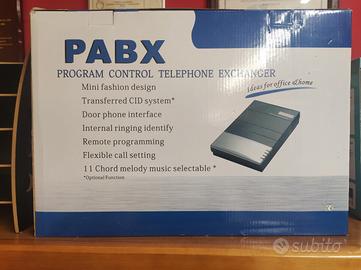 PABX
PROGRAM CONTROL TELEPHONE EXCHANGER
Ideas for office & home
Mini fashion design
Transferred CID system*
Door phone interface
Internal ringing identify
Remote programming
Flexible call setting
11 Chord melody music selectable *
*Optional Function
subito